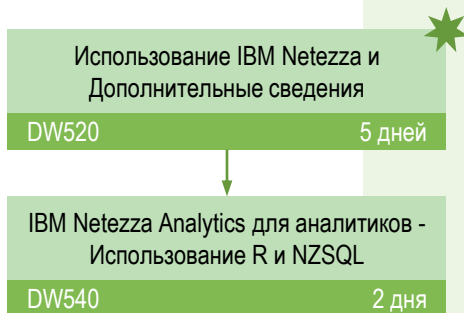 Использование IBM Netezza и
Дополнительные сведения
DW520 5 дней
IBM Netezza Analytics для аналитиков -
Использование R и NZSQL
DW540 2 дня